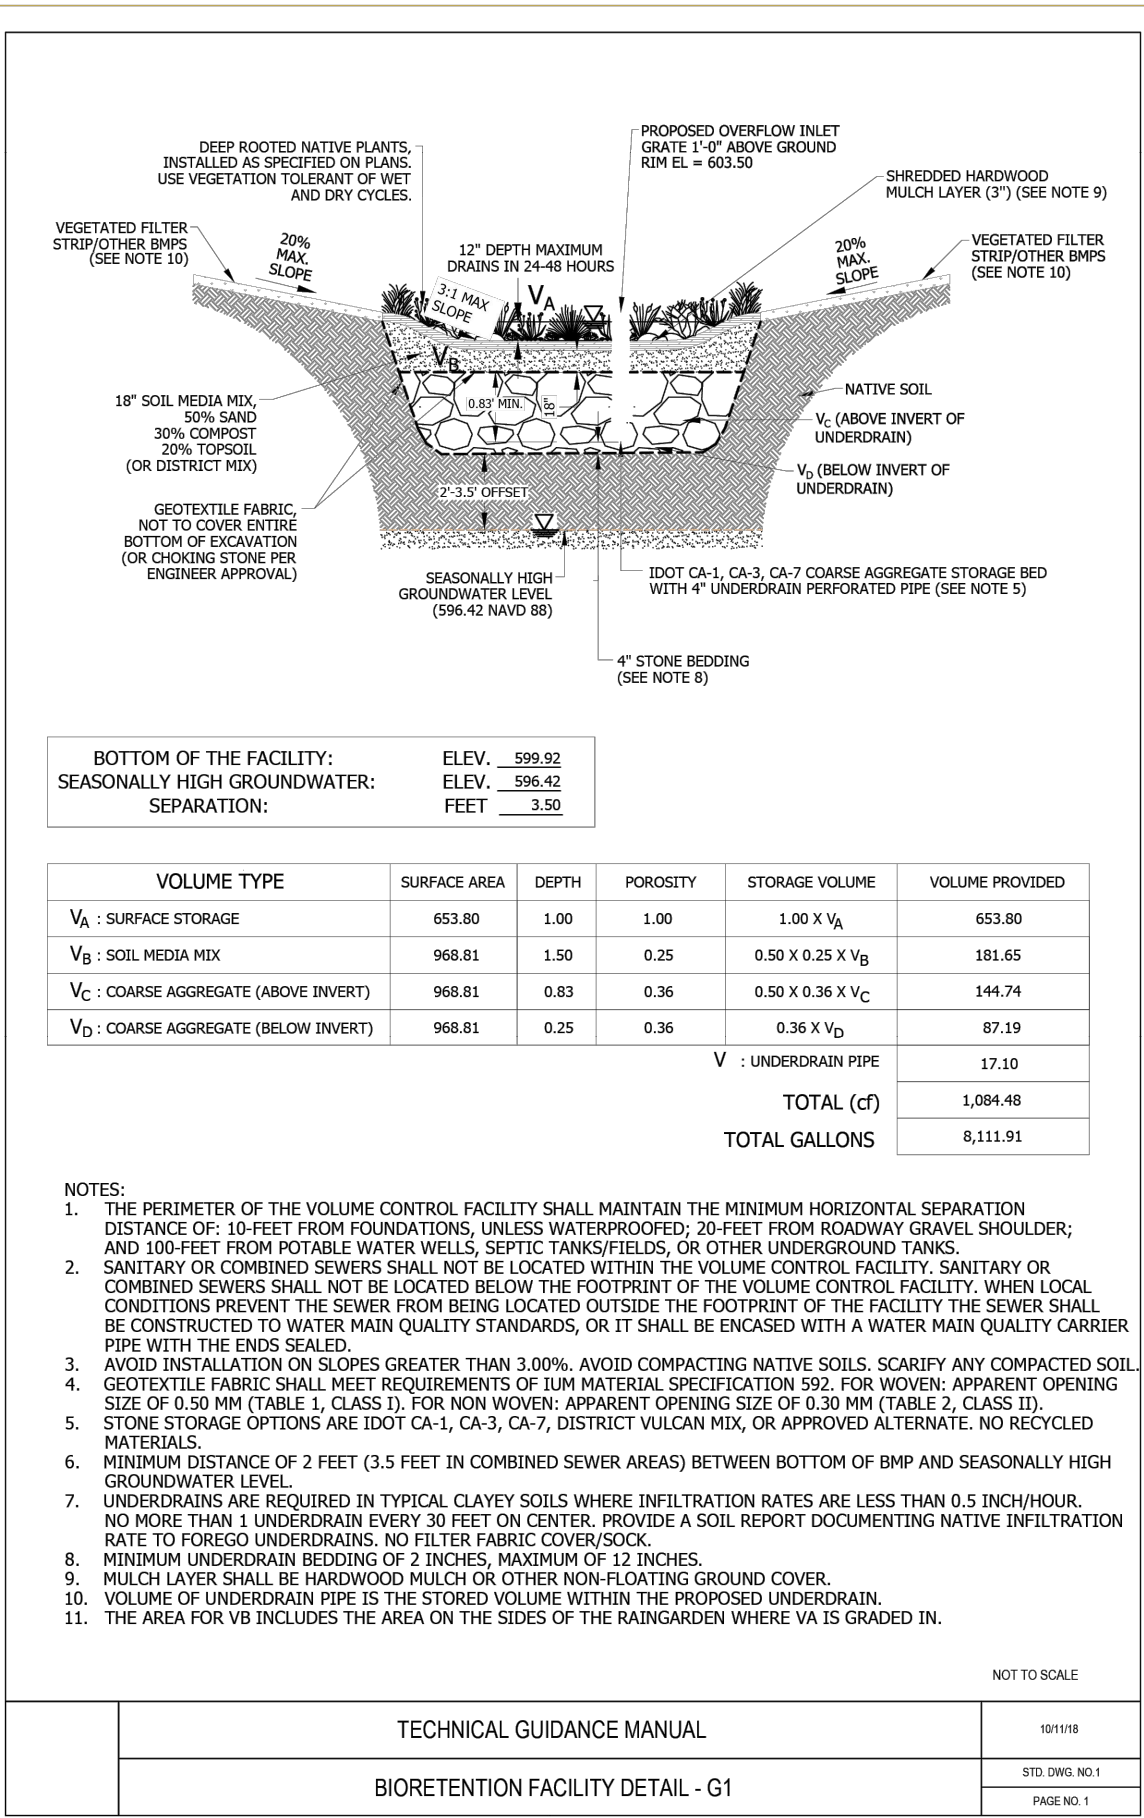 PROPOSED OVERFLOW INLET
GRATE 1'-0" ABOVE GROUND
RIM EL = 603.50
DEEP ROOTED NATIVE PLANTS,
INSTALLED AS SPECIFIED ON PLANS.
USE VEGETATION TOLERANT OF WET
AND DRY CYCLES.
SHREDDED HARDWOOD
MULCH LAYER (3") (SEE NOTE 9)
VEGETATED FILTER
STRIP/OTHER BMPS
(SEE NOTE 10)
20%
MAX.
SLOPE
12" DEPTH MAXIMUM
DRAINS IN 24-48 HOURS
20%
MAX.
SLOPE
VEGETATED FILTER
STRIP/OTHER BMPS
(SEE NOTE 10)
3:1 MAX
SLOPE
VA
VB
18" SOIL MEDIA MIX,
50% SAND
30% COMPOST
20% TOPSOIL
(OR DISTRICT MIX)
0.83' MIN.
18"
NATIVE SOIL
VC (ABOVE INVERT OF
UNDERDRAIN)
VD (BELOW INVERT OF
UNDERDRAIN)
2'-3.5' OFFSET
GEOTEXTILE FABRIC,
NOT TO COVER ENTIRE
BOTTOM OF EXCAVATION
(OR CHOKING STONE PER
ENGINEER APPROVAL)
SEASONALLY HIGH
GROUNDWATER LEVEL
(596.42 NAVD 88)
IDOT CA-1, CA-3, CA-7 COARSE AGGREGATE STORAGE BED
WITH 4" UNDERDRAIN PERFORATED PIPE (SEE NOTE 5)
4" STONE BEDDING
(SEE NOTE 8)
BOTTOM OF THE FACILITY: ELEV. 599.92
SEASONALLY HIGH GROUNDWATER: ELEV. 596.42
SEPARATION: FEET 3.50
VOLUME TYPE SURFACE AREA DEPTH POROSITY STORAGE VOLUME VOLUME PROVIDED
VA : SURFACE STORAGE 653.80 1.00 1.00 1.00 X VA 653.80
VB : SOIL MEDIA MIX 968.81 1.50 0.25 0.50 X 0.25 X VB 181.65
VC : COARSE AGGREGATE (ABOVE INVERT) 968.81 0.83 0.36 0.50 X 0.36 X VC 144.74
VD : COARSE AGGREGATE (BELOW INVERT) 968.81 0.25 0.36 0.36 X VD 87.19
V : UNDERDRAIN PIPE 17.10
TOTAL (cf) 1,084.48
TOTAL GALLONS 8,111.91
NOTES:
1. THE PERIMETER OF THE VOLUME CONTROL FACILITY SHALL MAINTAIN THE MINIMUM HORIZONTAL SEPARATION
DISTANCE OF: 10-FEET FROM FOUNDATIONS, UNLESS WATERPROOFED; 20-FEET FROM ROADWAY GRAVEL SHOULDER;
AND 100-FEET FROM POTABLE WATER WELLS, SEPTIC TANKS/FIELDS, OR OTHER UNDERGROUND TANKS.
2. SANITARY OR COMBINED SEWERS SHALL NOT BE LOCATED WITHIN THE VOLUME CONTROL FACILITY. SANITARY OR
COMBINED SEWERS SHALL NOT BE LOCATED BELOW THE FOOTPRINT OF THE VOLUME CONTROL FACILITY. WHEN LOCAL
CONDITIONS PREVENT THE SEWER FROM BEING LOCATED OUTSIDE THE FOOTPRINT OF THE FACILITY THE SEWER SHALL
BE CONSTRUCTED TO WATER MAIN QUALITY STANDARDS, OR IT SHALL BE ENCASED WITH A WATER MAIN QUALITY CARRIER
PIPE WITH THE ENDS SEALED.
3. AVOID INSTALLATION ON SLOPES GREATER THAN 3.00%. AVOID COMPACTING NATIVE SOILS. SCARIFY ANY COMPACTED SOIL.
4. GEOTEXTILE FABRIC SHALL MEET REQUIREMENTS OF IUM MATERIAL SPECIFICATION 592. FOR WOVEN: APPARENT OPENING
SIZE OF 0.50 MM (TABLE 1, CLASS I). FOR NON WOVEN: APPARENT OPENING SIZE OF 0.30 MM (TABLE 2, CLASS II).
5. STONE STORAGE OPTIONS ARE IDOT CA-1, CA-3, CA-7, DISTRICT VULCAN MIX, OR APPROVED ALTERNATE. NO RECYCLED
MATERIALS.
6. MINIMUM DISTANCE OF 2 FEET (3.5 FEET IN COMBINED SEWER AREAS) BETWEEN BOTTOM OF BMP AND SEASONALLY HIGH
GROUNDWATER LEVEL.
7. UNDERDRAINS ARE REQUIRED IN TYPICAL CLAYEY SOILS WHERE INFILTRATION RATES ARE LESS THAN 0.5 INCH/HOUR.
NO MORE THAN 1 UNDERDRAIN EVERY 30 FEET ON CENTER. PROVIDE A SOIL REPORT DOCUMENTING NATIVE INFILTRATION
RATE TO FOREGO UNDERDRAINS. NO FILTER FABRIC COVER/SOCK.
8. MINIMUM UNDERDRAIN BEDDING OF 2 INCHES, MAXIMUM OF 12 INCHES.
9. MULCH LAYER SHALL BE HARDWOOD MULCH OR OTHER NON-FLOATING GROUND COVER.
10. VOLUME OF UNDERDRAIN PIPE IS THE STORED VOLUME WITHIN THE PROPOSED UNDERDRAIN.
11. THE AREA FOR VB INCLUDES THE AREA ON THE SIDES OF THE RAINGARDEN WHERE VA IS GRADED IN.
NOT TO SCALE
TECHNICAL GUIDANCE MANUAL
10/11/18
BIORETENTION FACILITY DETAIL - G1
STD. DWG. NO.1
PAGE NO. 1